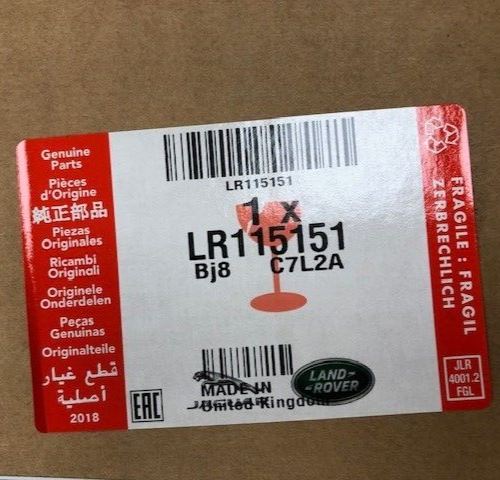 Genuine
Parts
Pièces
d'Origine
純正部品
Piezas
Originales
Ricambi
Originali
Originele
Onderdelen
Peças
Genuínas
Originalteile
قطع غيار
أصلية
2018
LR115151
1 x
LR115151
Bj8 C7L2A
EAC
MADE IN
United Kingdom
LAND-
-ROVER
FRAGILE : FRAGIL
ZERBRECHLICH
JLR
4001.2
FGL